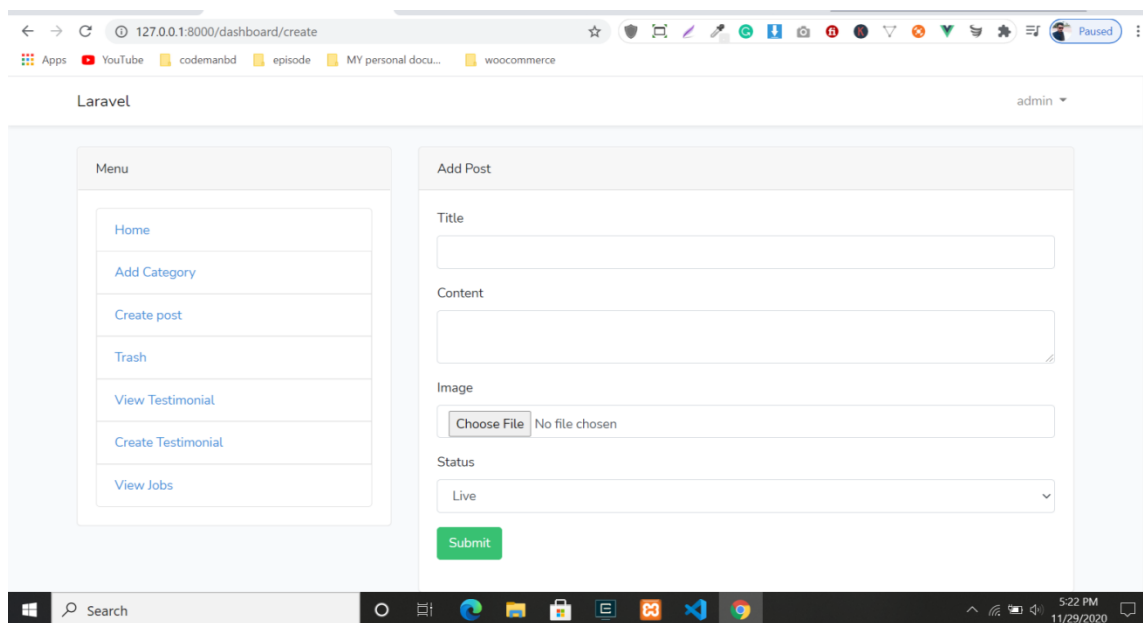 127.0.0.1:8000/dashboard/create
Paused
Apps YouTube codemanbd episode MY personal docu... woocommerce
Laravel
admin
Menu
Home
Add Category
Create post
Trash
View Testimonial
Create Testimonial
View Jobs
Add Post
Title
Content
Image
Choose File No file chosen
Status
Live
Submit
Search
5:22 PM
11/29/2020